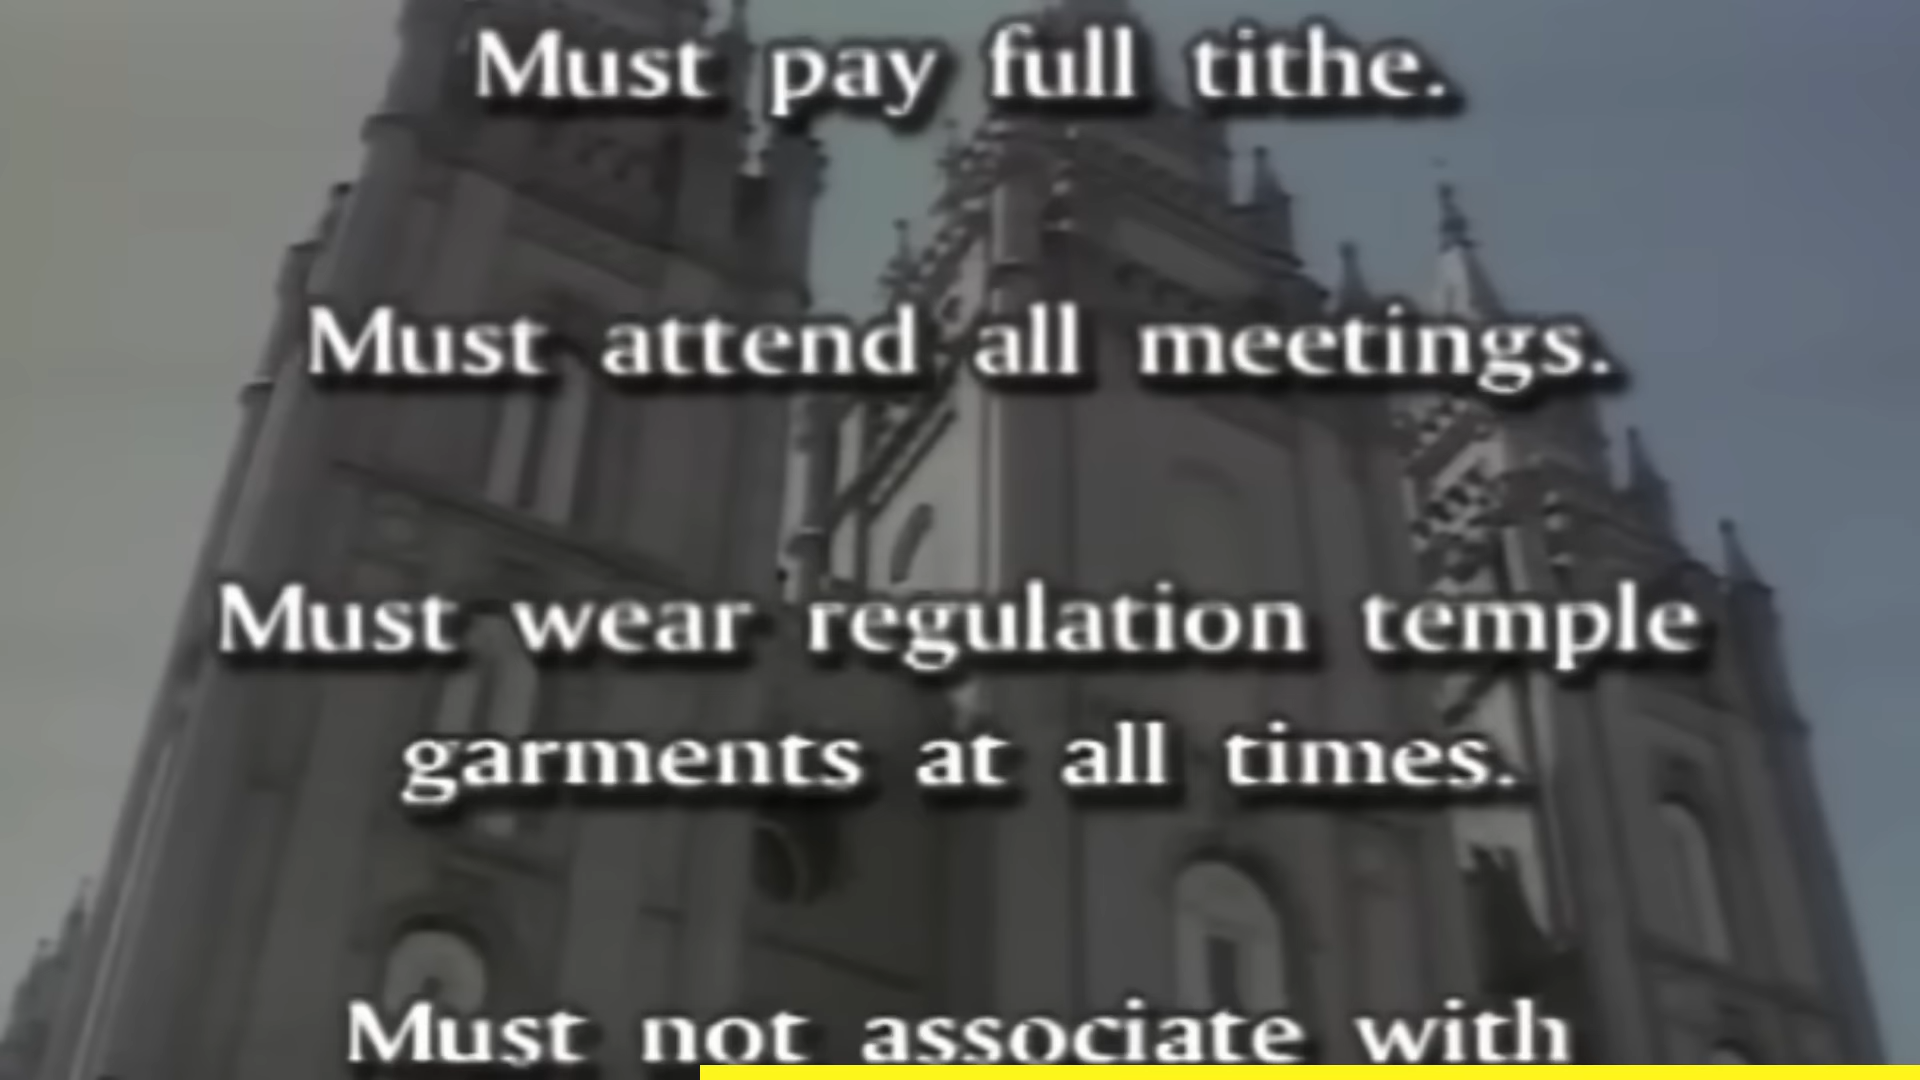 Must pay full tithe.
Must attend all meetings.
Must wear regulation temple
garments at all times.
Must not associate with